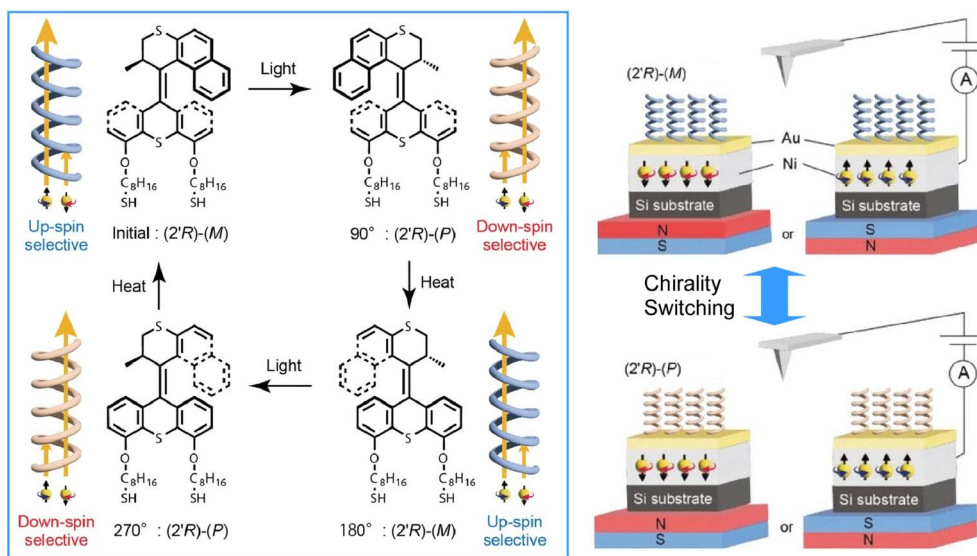 S
Light
S
S
S
O
O
O
O
C₈H₁₆
C₈H₁₆
C₈H₁₆
C₈H₁₆
SH
SH
SH
SH
Up-spin
selective
Initial : (2'R)-(M)
90° : (2'R)-(P)
Down-spin
selective
Heat
Heat
S
Light
S
S
S
O
O
O
O
C₈H₁₆
C₈H₁₆
C₈H₁₆
C₈H₁₆
SH
SH
SH
SH
Down-spin
selective
270° : (2'R)-(P)
180° : (2'R)-(M)
Up-spin
selective
(2'R)-(M)
A
Au
Ni
Si substrate
Si substrate
N
S
or
S
N
Chirality
Switching
(2'R)-(P)
A
Si substrate
Si substrate
N
S
or
S
N